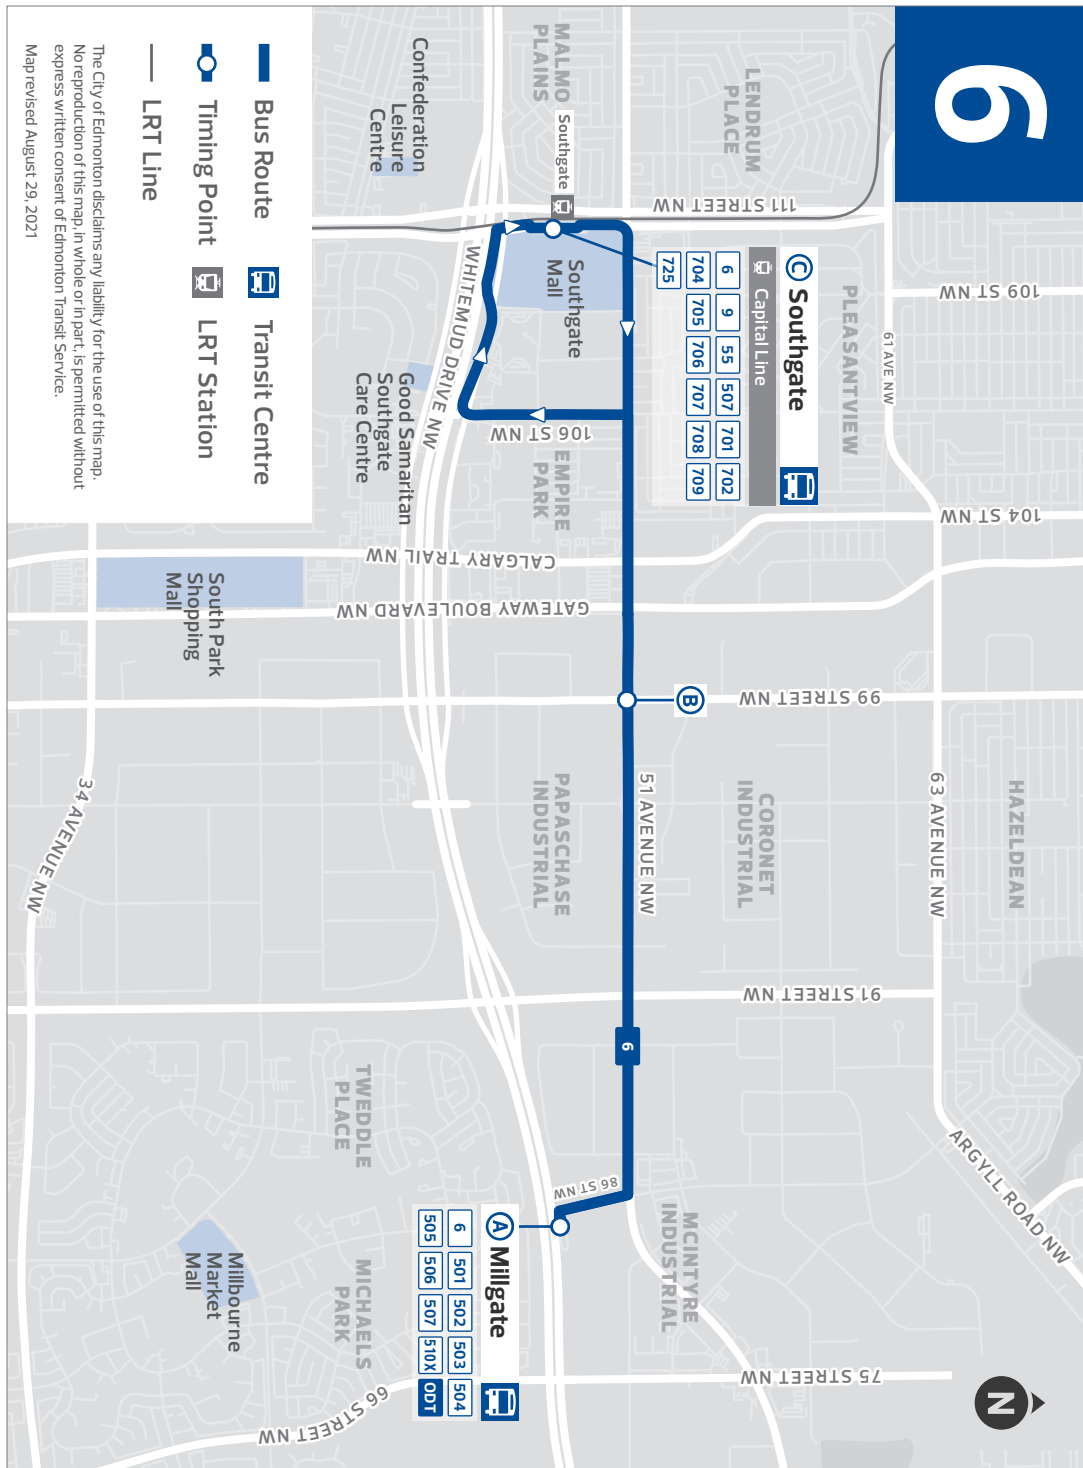 6
N
109 ST NW
104 ST NW
HAZELDEAN
ARGYLL ROAD NW
63 AVENUE NW
61 AVE NW
PLEASANTVIEW
99 STREET NW
91 STREET NW
75 STREET NW
C Southgate
Capital Line
6 9 55 507 701 702
704 705 706 707 708 709
725
LENDRUM
PLACE
111 STREET NW
CORONET
INDUSTRIAL
MCINTYRE
INDUSTRIAL
B
51 AVENUE NW
6
86 ST NW
MALMO
PLAINS
Southgate
Southgate
Mall
106 ST NW
EMPIRE
PARK
PAPASCHASE
INDUSTRIAL
CALGARY TRAIL NW
GATEWAY BOULEVARD NW
A Millgate
6 501 502 503 504
505 506 507 510X ODT
WHITEMUD DRIVE NW
Confederation
Leisure
Centre
Good Samaritan
Southgate
Care Centre
TWEDDLE
PLACE
MICHAELS
PARK
66 STREET NW
South Park
Shopping
Mall
Millbourne
Market
Mall
34 AVENUE NW
Bus Route
Transit Centre
Timing Point
LRT Station
LRT Line
The City of Edmonton disclaims any liability for the use of this map.
No reproduction of this map, in whole or in part, is permitted without
express written consent of Edmonton Transit Service.
Map revised August 29, 2021